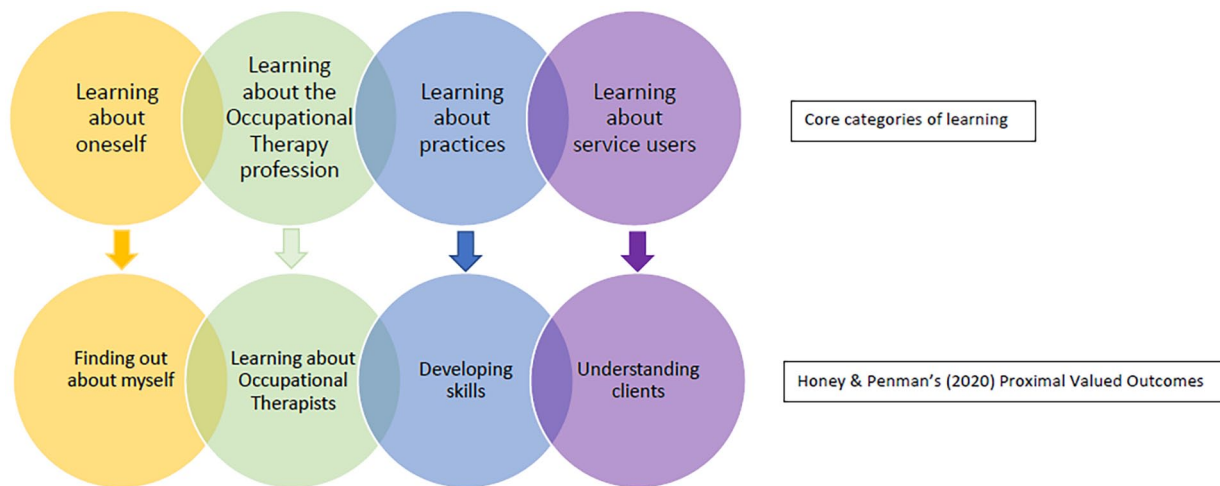 Learning
about
oneself
Learning
about the
Occupational
Therapy
profession
Learning
about
practices
Learning
about
service users
Core categories of learning
Finding out
about myself
Learning about
Occupational
Therapists
Developing
skills
Understanding
clients
Honey & Penman's (2020) Proximal Valued Outcomes